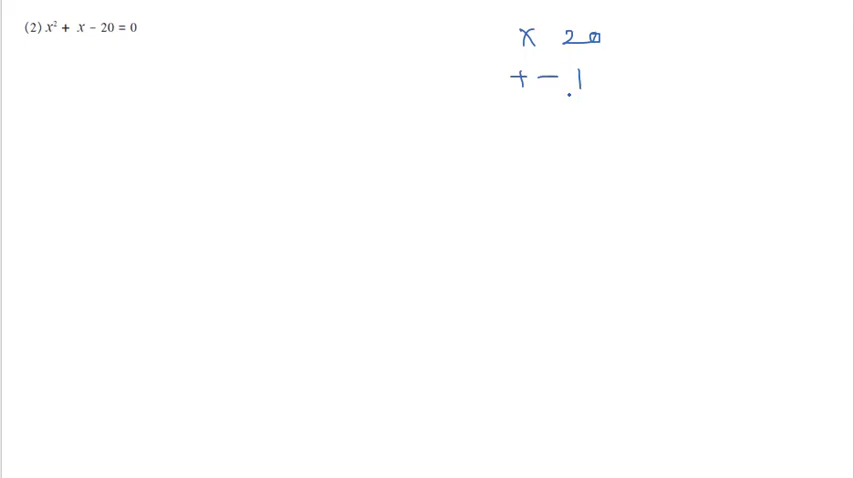 (2) x² + x − 20 = 0
x 20
+ − .1